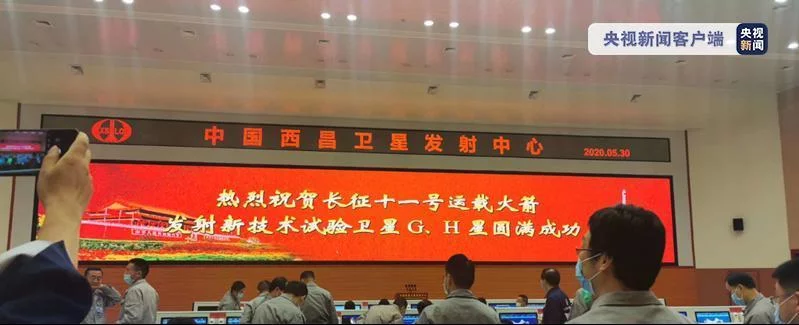 央视新闻客户端 央视新闻
XSLC 中国西昌卫星发射中心 2020.05.30
热烈祝贺长征十一号运载火箭
发射新技术试验卫星G、H星圆满成功